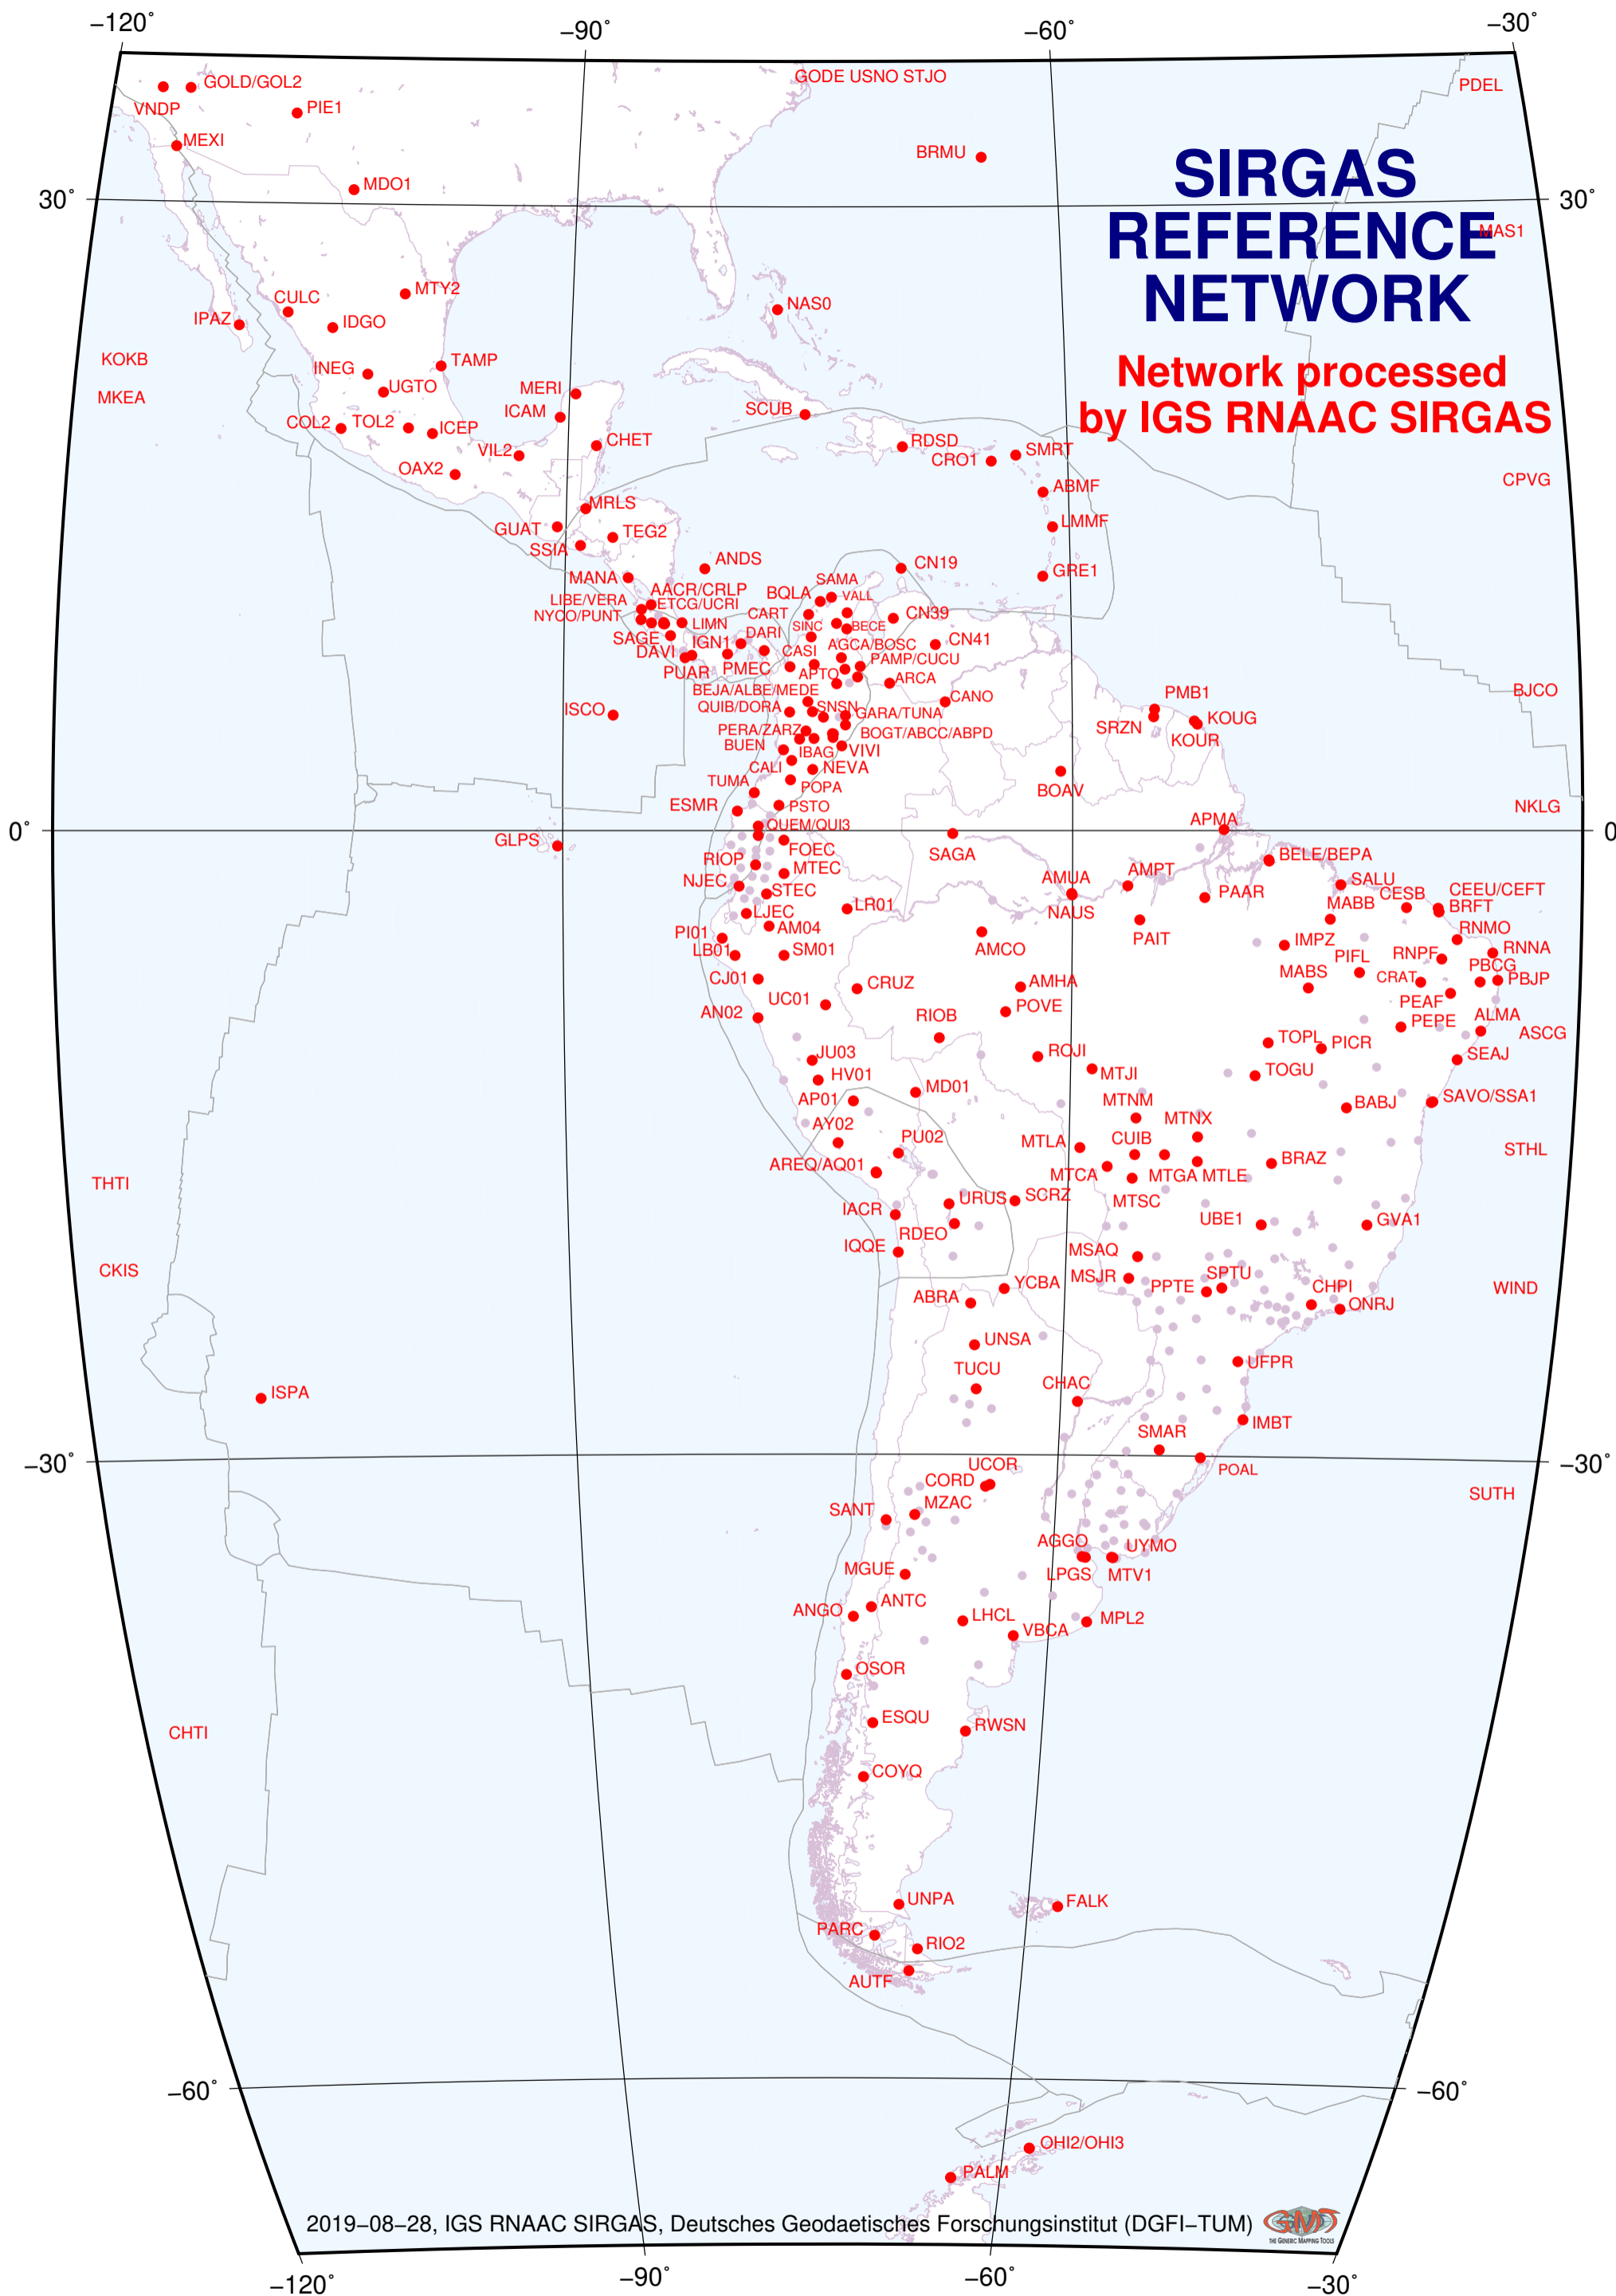 −120°
−90°
−60°
−30°
GOLD/GOL2
GODE USNO STJO
PDEL
VNDP
PIE1
MEXI
BRMU
SIRGAS
REFERENCE
NETWORK
MDO1
30°
30°
MAS1
MTY2
CULC
NAS0
IPAZ
IDGO
Network processed
by IGS RNAAC SIRGAS
KOKB
TAMP
INEG
UGTO
MERI
MKEA
ICAM
SCUB
COL2
TOL2
ICEP
CHET
RDSD
SMRT
VIL2
CRO1
OAX2
CPVG
ABMF
MRLS
LMMF
GUAT
TEG2
SSIA
ANDS
CN19
GRE1
MANA
SAMA
AACR/CRLP
BQLA
VALL
LIBE/VERA
ETCG/UCRI
NYCO/PUNT
CART
CN39
LIMN
SINC
BECE
SAGE
IGN1
DARI
CN41
DAVI
CASI
AGCA/BOSC
PUAR
PMEC
APTO
PAMP/CUCU
ARCA
BEJA/ALBE/MEDE
CANO
PMB1
BJCO
ISCO
QUIB/DORA
SNSN
GARA/TUNA
SRZN
KOUG
PERA/ZARZ
BOGT/ABCC/ABPD
KOUR
BUEN
IBAG
VIVI
CALI
NEVA
TUMA
POPA
BOAV
ESMR
PSTO
NKLG
0°
QUEM/QUI3
APMA
0
GLPS
FOEC
SAGA
BELE/BEPA
RIOP
MTEC
NJEC
STEC
AMUA
AMPT
PAAR
SALU
CESB
CEEU/CEFT
LJEC
LR01
NAUS
MABB
BRFT
PI01
AM04
AMCO
PAIT
IMPZ
RNMO
LB01
SM01
PIFL
RNPF
RNNA
CJ01
CRUZ
AMHA
MABS
CRAT
PBCG
PBJP
UC01
POVE
PEAF
AN02
RIOB
PEPE
ALMA
ASCG
JU03
ROJI
TOPL
PICR
SEAJ
HV01
MTJI
TOGU
AP01
MD01
MTNM
BABJ
SAVO/SSA1
AY02
MTNX
PU02
MTLA
CUIB
STHL
AREQ/AQ01
MTCA
MTGA
MTLE
BRAZ
THTI
URUS
SCRZ
MTSC
IACR
RDEO
UBE1
GVA1
IQQE
MSAQ
CKIS
YCBA
MSJR
PPTE
SPTU
CHPI
WIND
ABRA
ONRJ
UNSA
UFPR
TUCU
CHAC
ISPA
IMBT
SMAR
−30°
−30°
UCOR
POAL
CORD
SUTH
SANT
MZAC
AGGO
UYMO
MGUE
LPGS
MTV1
ANTC
ANGO
LHCL
MPL2
VBCA
OSOR
ESQU
RWSN
CHTI
COYQ
UNPA
FALK
PARC
RIO2
AUTF
−60°
−60°
OHI2/OHI3
PALM
2019−08−28, IGS RNAAC SIRGAS, Deutsches Geodaetisches Forschungsinstitut (DGFI−TUM)
GMT
THE GENERIC MAPPING TOOLS
−120°
−90°
−60°
−30°